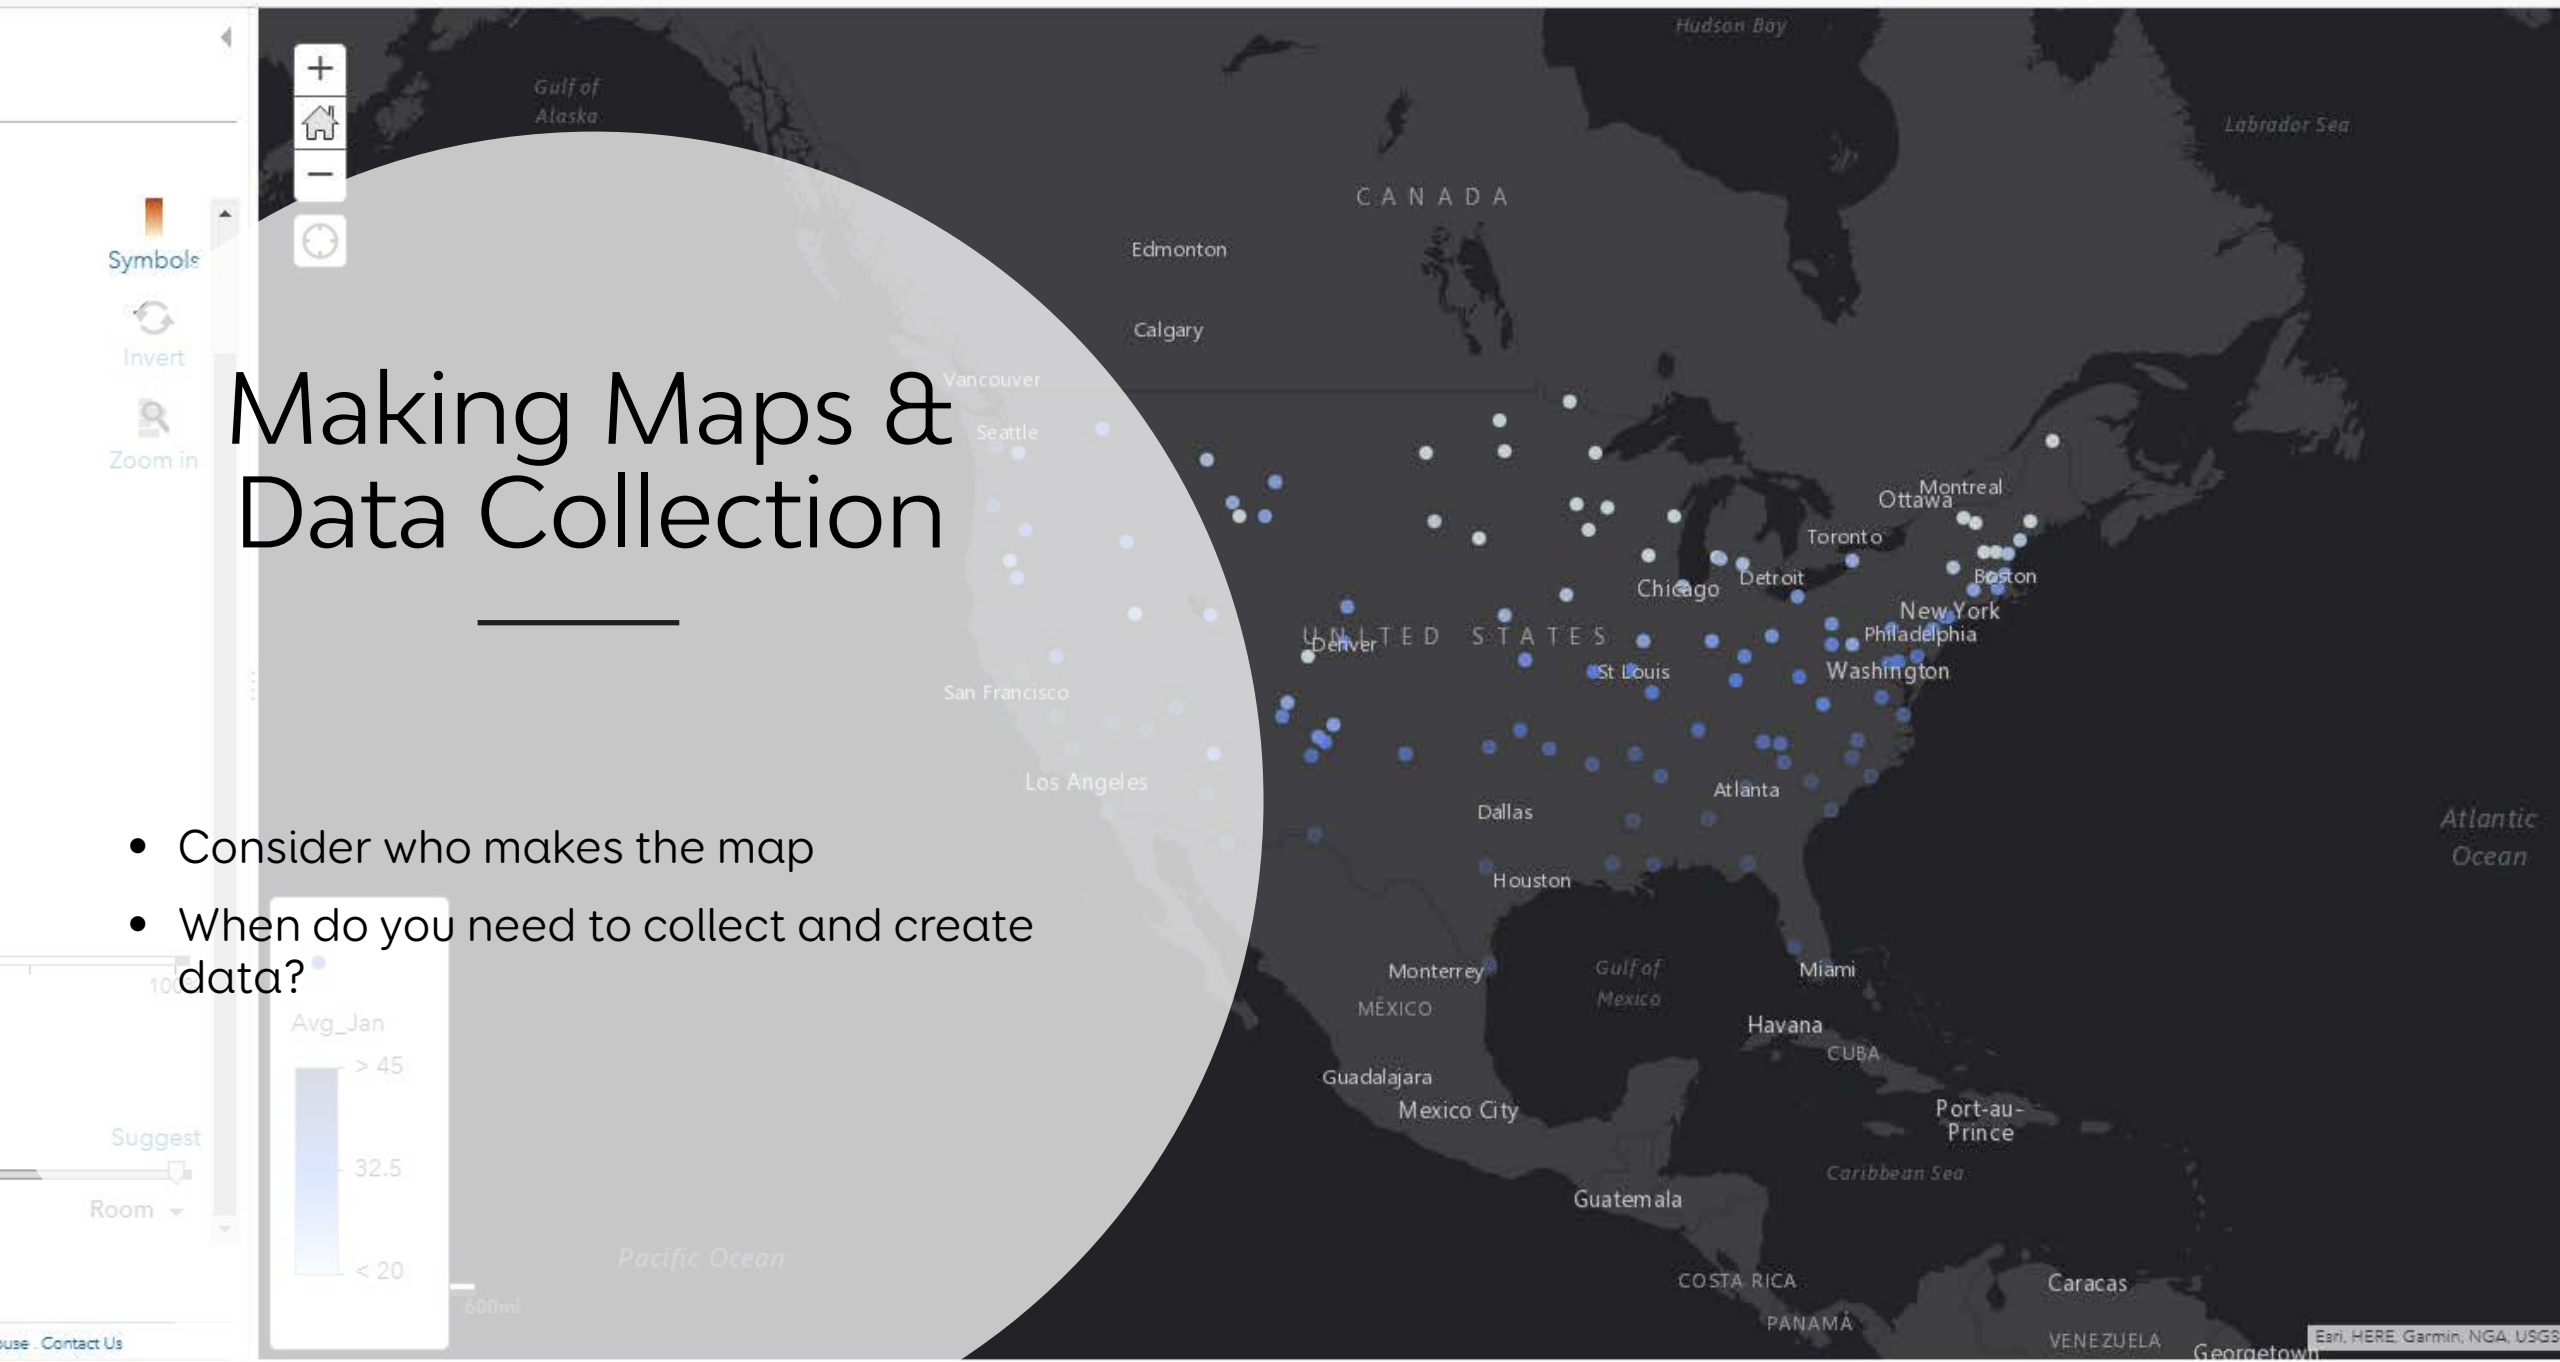 Making Maps &
Data Collection
• Consider who makes the map
• When do you need to collect and create
data?
Symbols
Invert
Zoom in
Suggest
Room
Contact Us
Avg_Jan
> 45
32.5
< 20
600mi
Hudson Bay
Gulf of
Alaska
Labrador Sea
CANADA
Edmonton
Calgary
Vancouver
Seattle
Montreal
Ottawa
Toronto
Boston
Detroit
Chicago
New York
UNITED STATES
Philadelphia
Denver
St Louis
Washington
San Francisco
Los Angeles
Atlanta
Dallas
Atlantic
Ocean
Houston
Monterrey
Gulf of
Mexico
Miami
MÉXICO
Havana
CUBA
Guadalajara
Mexico City
Port-au-
Prince
Caribbean Sea
Guatemala
Pacific Ocean
COSTA RICA
Caracas
PANAMÁ
VENEZUELA
Georgetown
Esri, HERE, Garmin, NGA, USGS